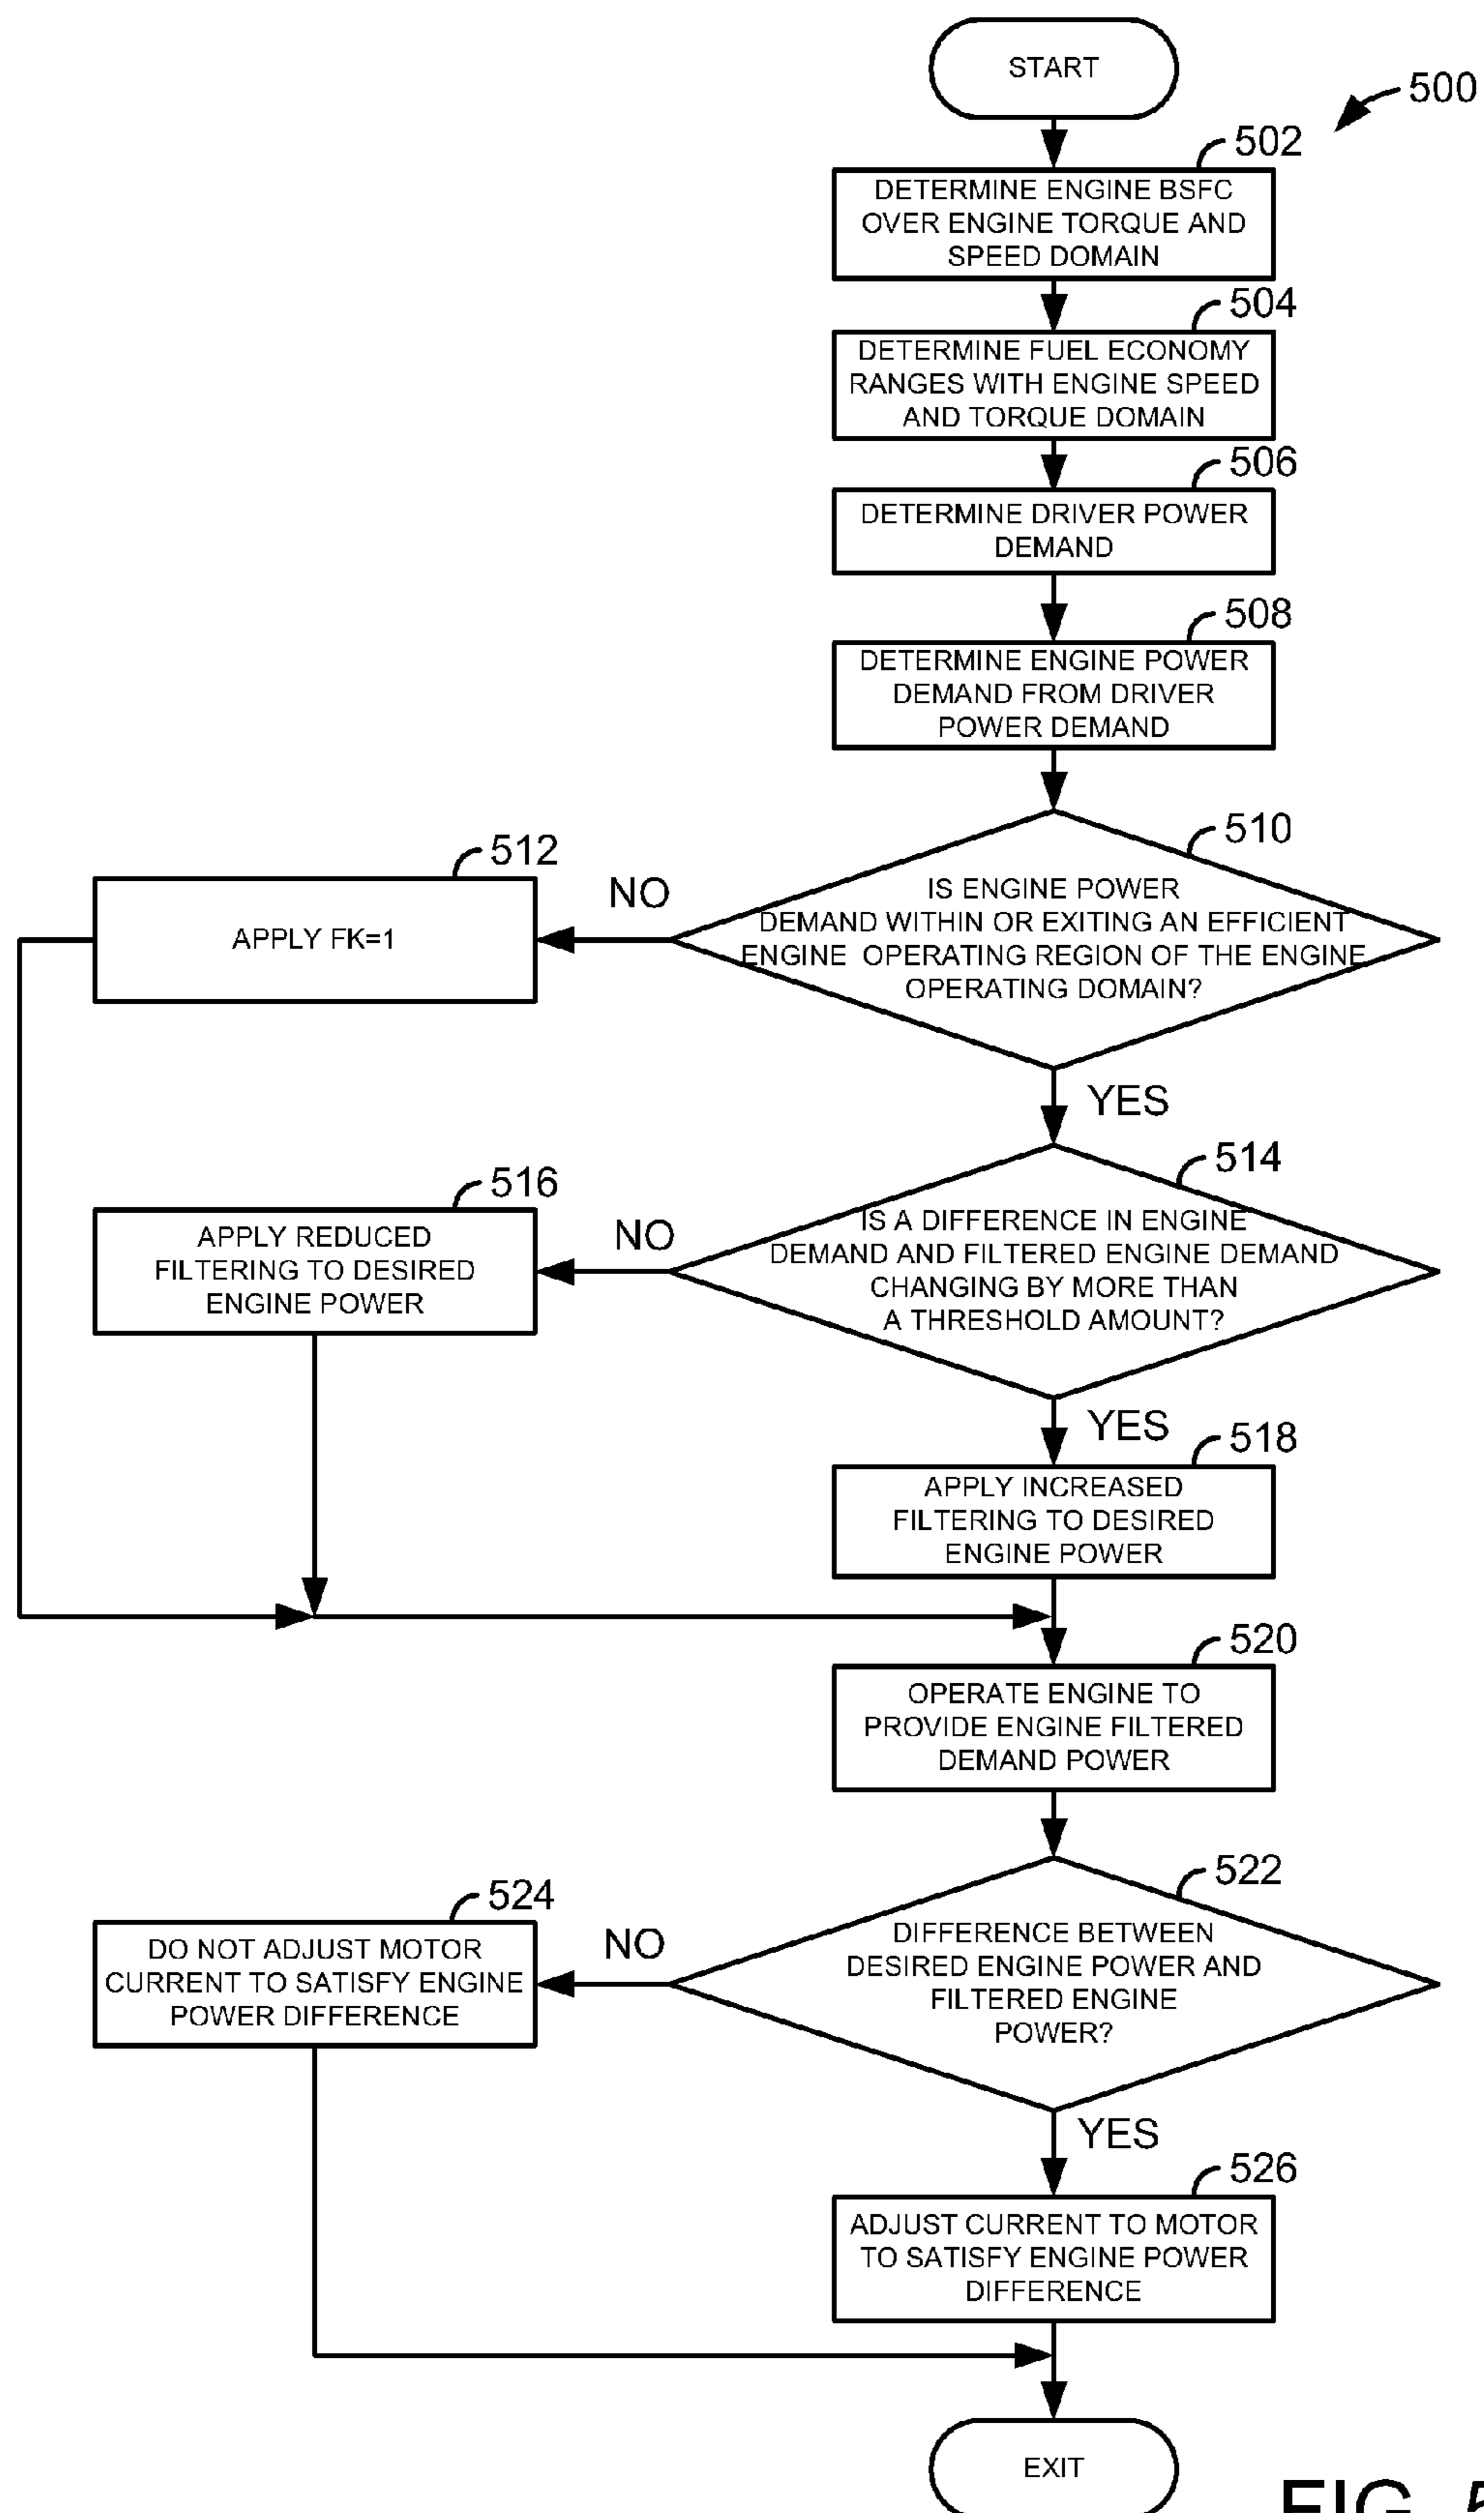 START
500
502
DETERMINE ENGINE BSFC
OVER ENGINE TORQUE AND
SPEED DOMAIN
504
DETERMINE FUEL ECONOMY
RANGES WITH ENGINE SPEED
AND TORQUE DOMAIN
506
DETERMINE DRIVER POWER
DEMAND
508
DETERMINE ENGINE POWER
DEMAND FROM DRIVER
POWER DEMAND
510
IS ENGINE POWER
DEMAND WITHIN OR EXITING AN EFFICIENT
ENGINE OPERATING REGION OF THE ENGINE
OPERATING DOMAIN?
NO
512
APPLY FK=1
YES
514
IS A DIFFERENCE IN ENGINE
DEMAND AND FILTERED ENGINE DEMAND
CHANGING BY MORE THAN
A THRESHOLD AMOUNT?
NO
516
APPLY REDUCED
FILTERING TO DESIRED
ENGINE POWER
YES
518
APPLY INCREASED
FILTERING TO DESIRED
ENGINE POWER
520
OPERATE ENGINE TO
PROVIDE ENGINE FILTERED
DEMAND POWER
522
DIFFERENCE BETWEEN
DESIRED ENGINE POWER AND
FILTERED ENGINE
POWER?
NO
524
DO NOT ADJUST MOTOR
CURRENT TO SATISFY ENGINE
POWER DIFFERENCE
YES
526
ADJUST CURRENT TO MOTOR
TO SATISFY ENGINE POWER
DIFFERENCE
EXIT
FIG. 5